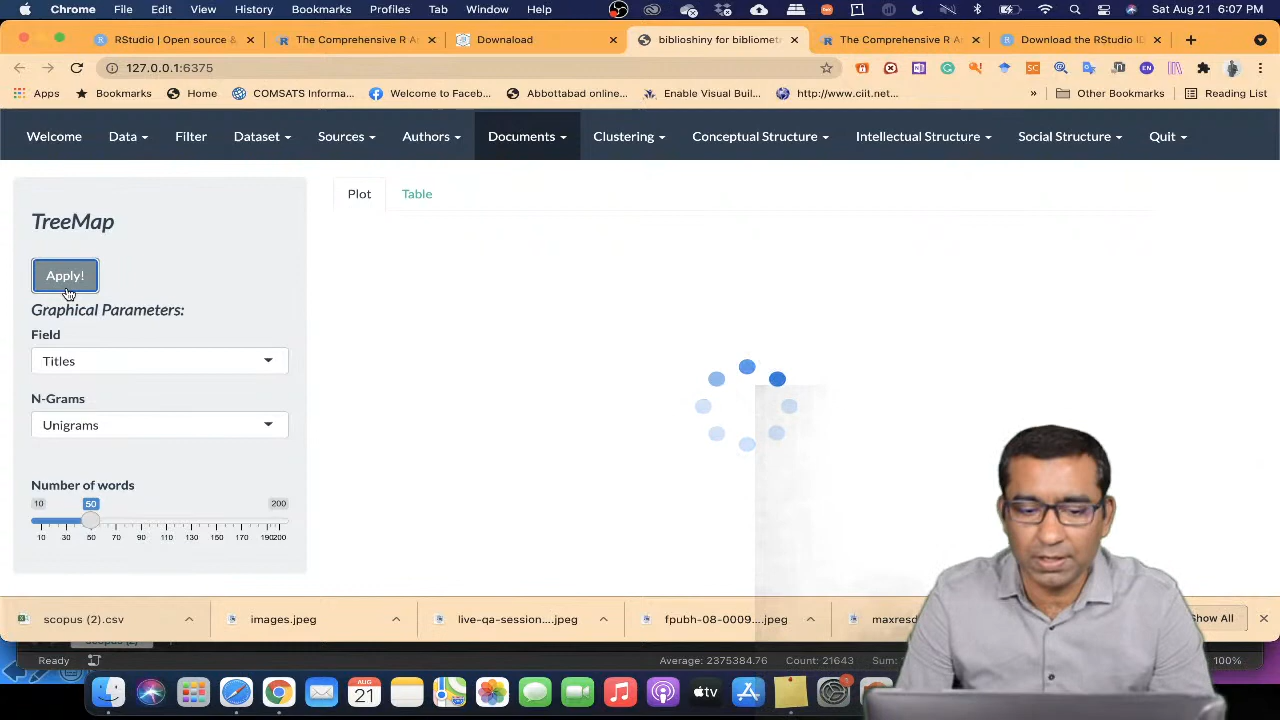 Chrome File Edit View History Bookmarks Profiles Tab Window Help Sat Aug 21 6:07 PM
RStudio | Open source & The Comprehensive R A Downalaod biblioshiny for bibliomet The Comprehensive R A Download the RStudio ID
127.0.0.1:6375
Apps Bookmarks Home COMSATS Informa... Welcome to Faceb... Abbottabad online... Enable Visual Buil... http://www.ciit.net... » Other Bookmarks Reading List
Welcome Data Filter Dataset Sources Authors Documents Clustering Conceptual Structure Intellectual Structure Social Structure Quit
Plot Table
TreeMap
Apply!
Graphical Parameters:
Field
Titles
N-Grams
Unigrams
Number of words
10 50 200
10 30 50 70 90 110 130 150 170 190200
scopus (2).csv images.jpeg live-qa-session....jpeg fpubh-08-0009....jpeg maxresd Show All
Ready Average: 2375384.76 Count: 21643 Sum: 100%
AUG
21
tv